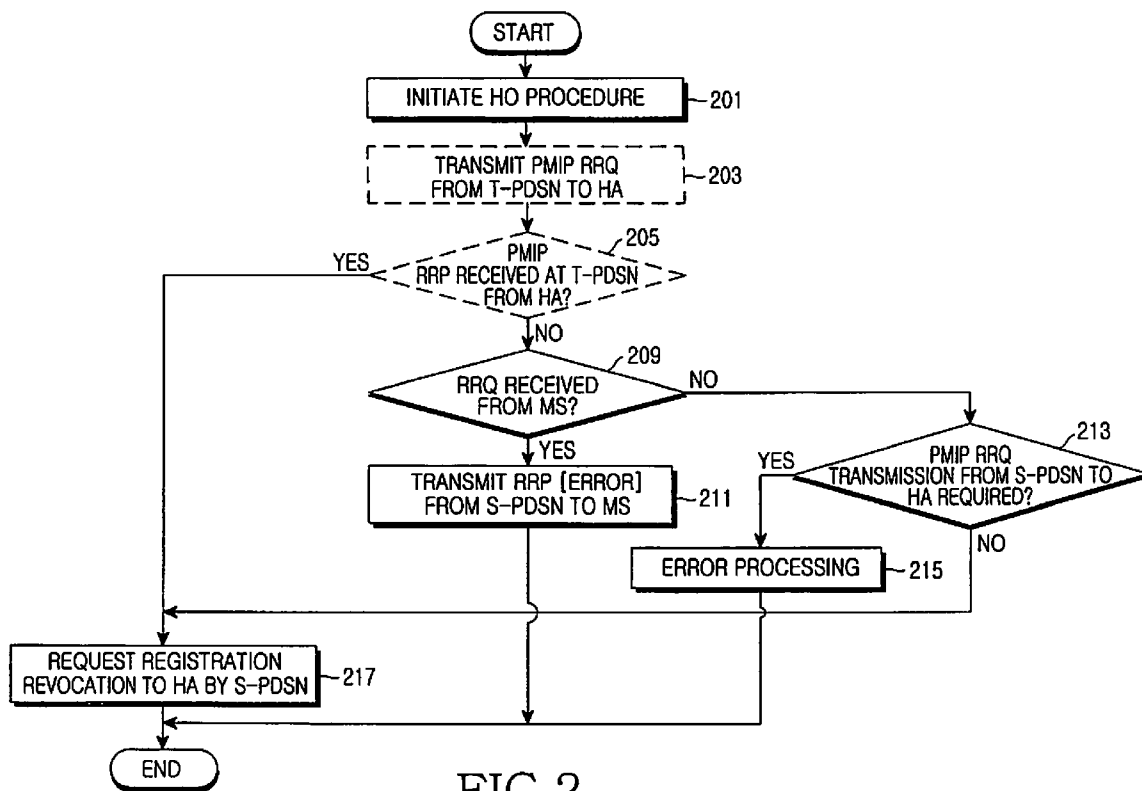 START
INITIATE HO PROCEDURE
201
TRANSMIT PMIP RRQ
FROM T-PDSN TO HA
203
205
PMIP
RRP RECEIVED AT T-PDSN
FROM HA?
YES
NO
209
RRQ RECEIVED
FROM MS?
NO
YES
213
PMIP RRQ
TRANSMISSION FROM S-PDSN TO
HA REQUIRED?
YES
NO
TRANSMIT RRP [ERROR]
FROM S-PDSN TO MS
211
ERROR PROCESSING
215
REQUEST REGISTRATION
REVOCATION TO HA BY S-PDSN
217
END